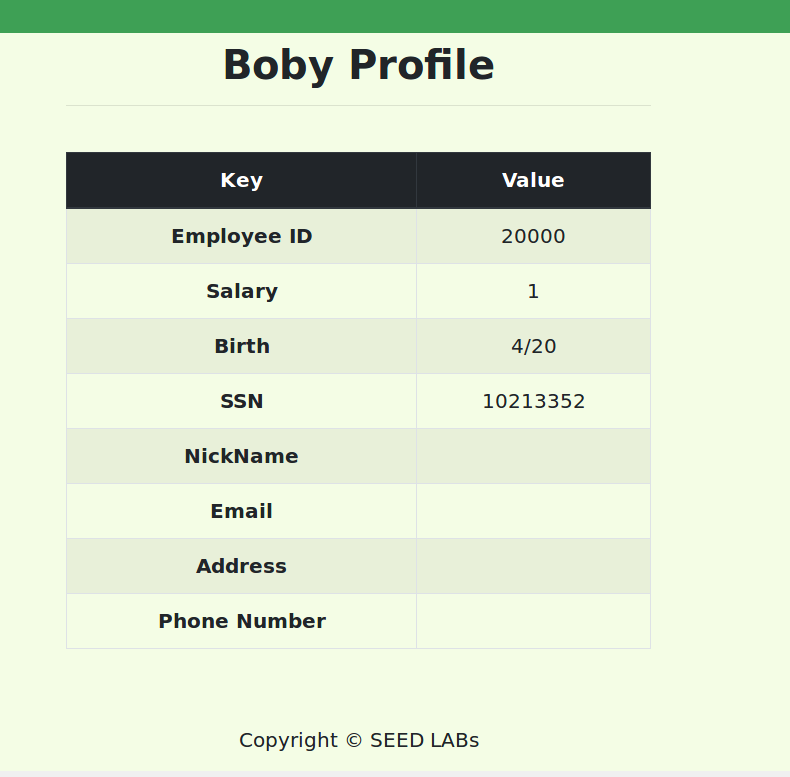 Boby Profile
Key Value
Employee ID 20000
Salary 1
Birth 4/20
SSN 10213352
NickName
Email
Address
Phone Number
Copyright © SEED LABs